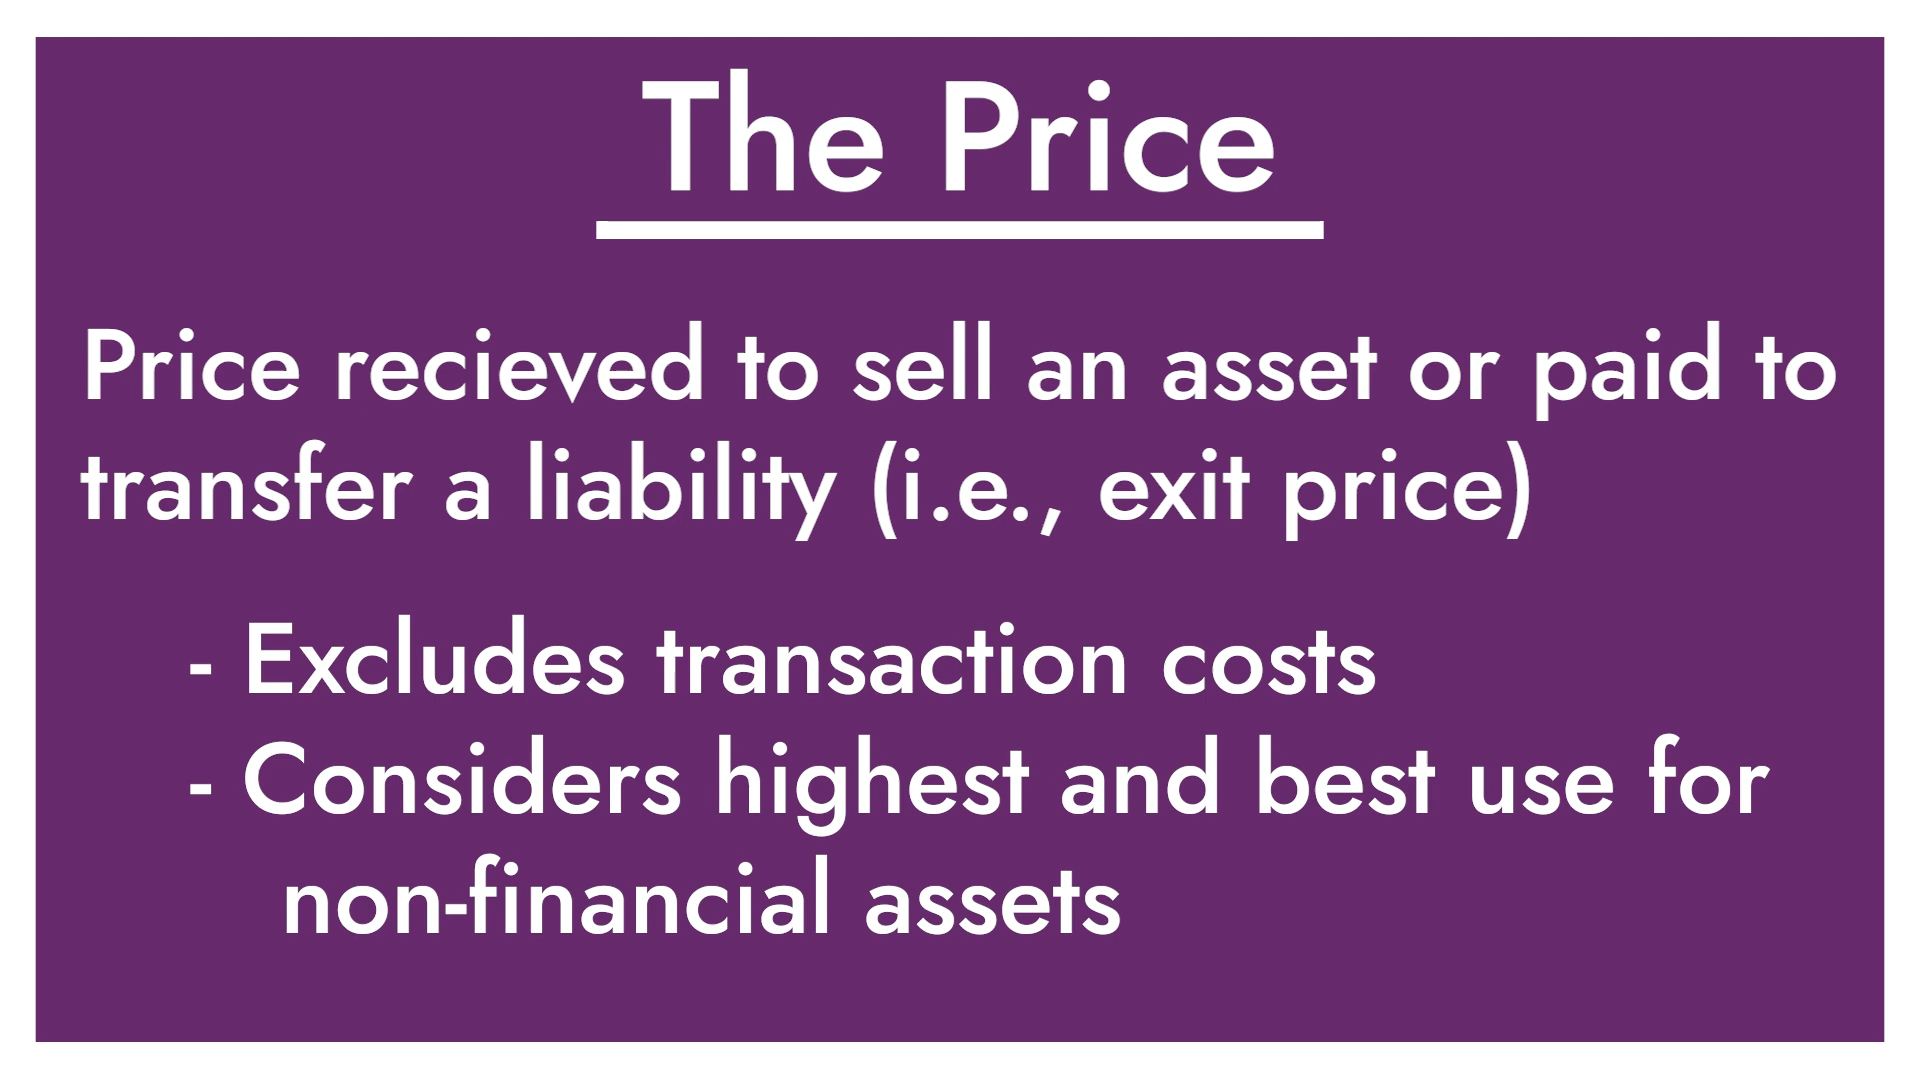 The Price
Price recieved to sell an asset or paid to
transfer a liability (i.e., exit price)
- Excludes transaction costs
- Considers highest and best use for
non-financial assets